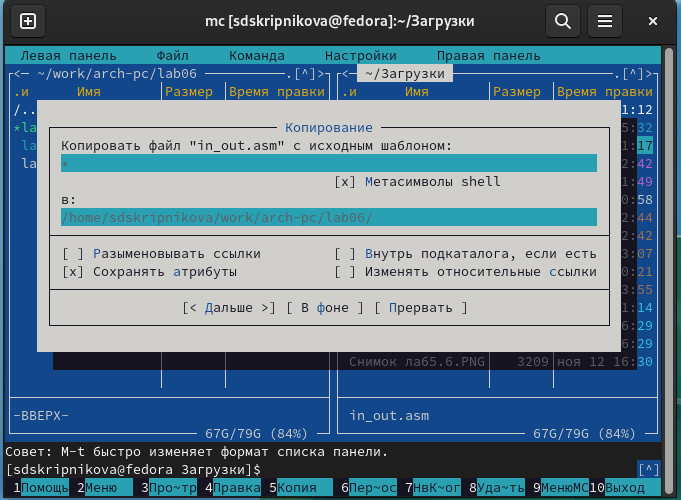 mc [sdskripnikova@fedora]:~/Загрузки
Левая панель Файл Команда Настройки Правая панель
<— ~/work/arch-pc/lab06 .[^]> <— ~/Загрузки .[^]>
.и Имя Размер Время правки .и Имя Размер Время правки
/.. 1:12
*la 5:32
la 1:17
la 2:42
1:49
0:58
2:44
2:42
3:07
0:21
3:55
1:14
6:29
6:29
Копирование
Копировать файл "in_out.asm" с исходным шаблоном:
*
[x] Метасимволы shell
в:
/home/sdskripnikova/work/arch-pc/lab06/
[ ] Разыменовывать ссылки [ ] Внутрь подкаталога, если есть
[x] Сохранять атрибуты [ ] Изменять относительные ссылки
[< Дальше >] [ В фоне ] [ Прервать ]
Снимок лаб5.6.PNG 3209 ноя 12 16:30
-ВВЕРХ- in_out.asm
67G/79G (84%) 67G/79G (84%)
Совет: M-t быстро изменяет формат списка панели.
[sdskripnikova@fedora Загрузки]$ [^]
1Помощь 2Меню 3Про~тр 4Правка 5Копия 6Пер~ос 7НвК~ог 8Уда~ть 9МенюMC 10Выход